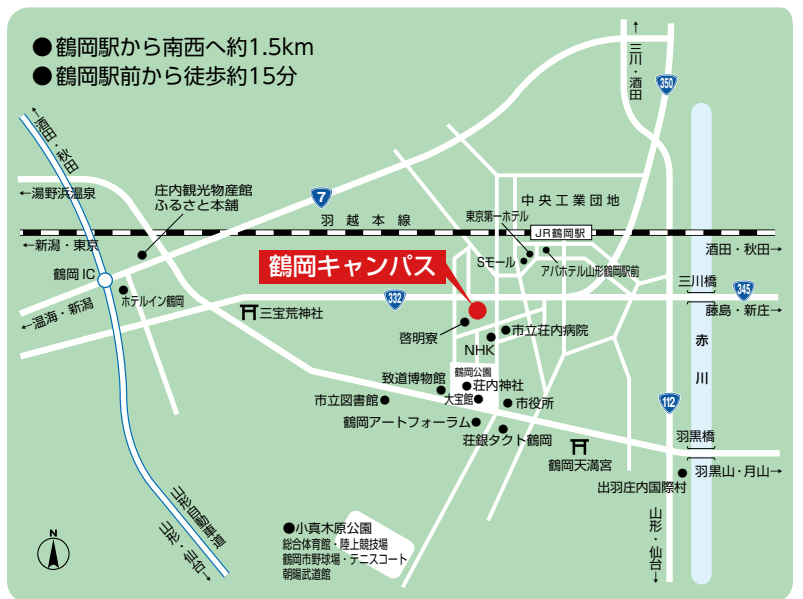 ●鶴岡駅から南西へ約1.5km
●鶴岡駅前から徒歩約15分
←三川・酒田
350
←酒田・秋田
←湯野浜温泉
庄内観光物産館
ふるさと本舗
7
羽越本線
中央工業団地
東京第一ホテル
JR鶴岡駅
←新潟・東京
酒田・秋田→
鶴岡キャンパス
Sモール
アパホテル山形鶴岡駅前
鶴岡IC
ホテルイン鶴岡
332
三川橋
345
←温海・新潟
三宝荒神社
藤島・新庄→
啓明寮
市立荘内病院
NHK
赤川
鶴岡公園
致道博物館
荘内神社
大宝館
市立図書館
市役所
112
鶴岡アートフォーラム
荘銀タクト鶴岡
羽黒橋
鶴岡天満宮
羽黒山・月山→
出羽庄内国際村
山形自動車道
山形・仙台→
山形・仙台→
N
●小真木原公園
総合体育館・陸上競技場
鶴岡市野球場・テニスコート
朝暘武道館